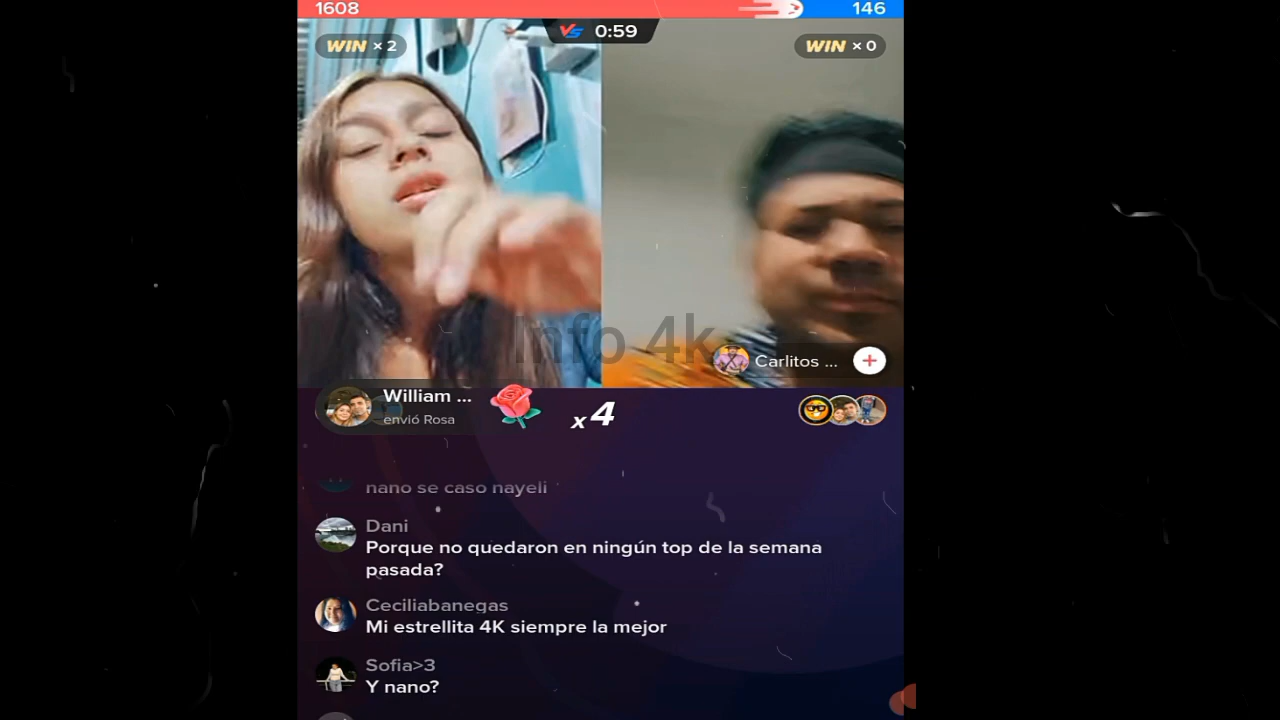 1608
146
VS 0:59
WIN × 2
WIN × 0
Info 4k
Carlitos ...
William ...
envió Rosa
x4
nano se caso nayeli
Dani
Porque no quedaron en ningún top de la semana
pasada?
Ceciliabanegas
Mi estrellita 4K siempre la mejor
Sofia>3
Y nano?